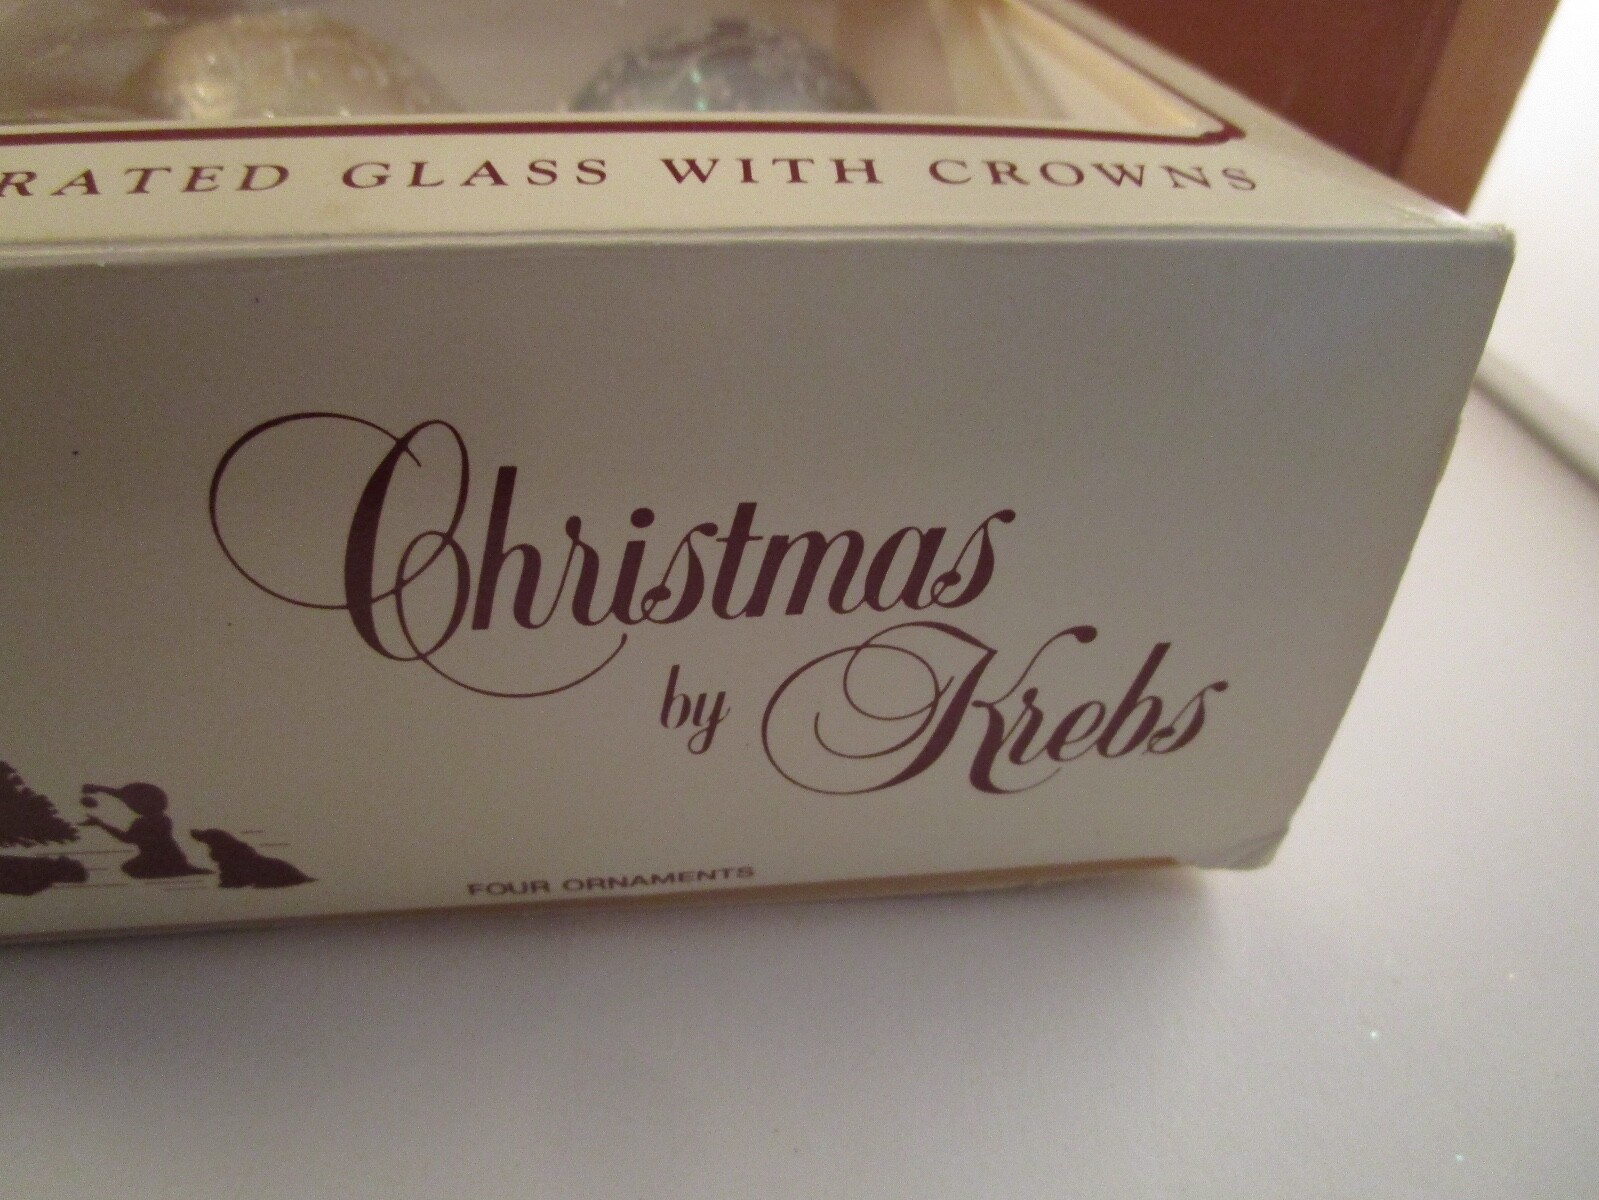 RATED GLASS WITH CROWNS
Christmas
by Krebs
FOUR ORNAMENTS